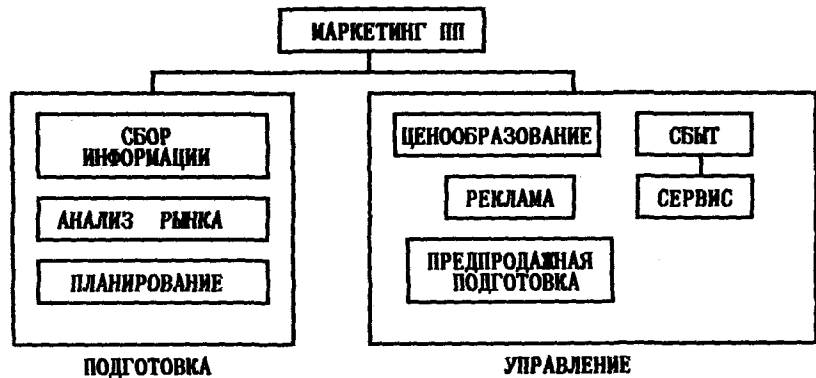 МАРКЕТИНГ ПП
СБОР
ИНФОРМАЦИИ
АНАЛИЗ РЫНКА
ПЛАНИРОВАНИЕ
ПОДГОТОВКА
ЦЕНООБРАЗОВАНИЕ
СБЫТ
РЕКЛАМА
СЕРВИС
ПРЕДПРОДАЖНАЯ
ПОДГОТОВКА
УПРАВЛЕНИЕ